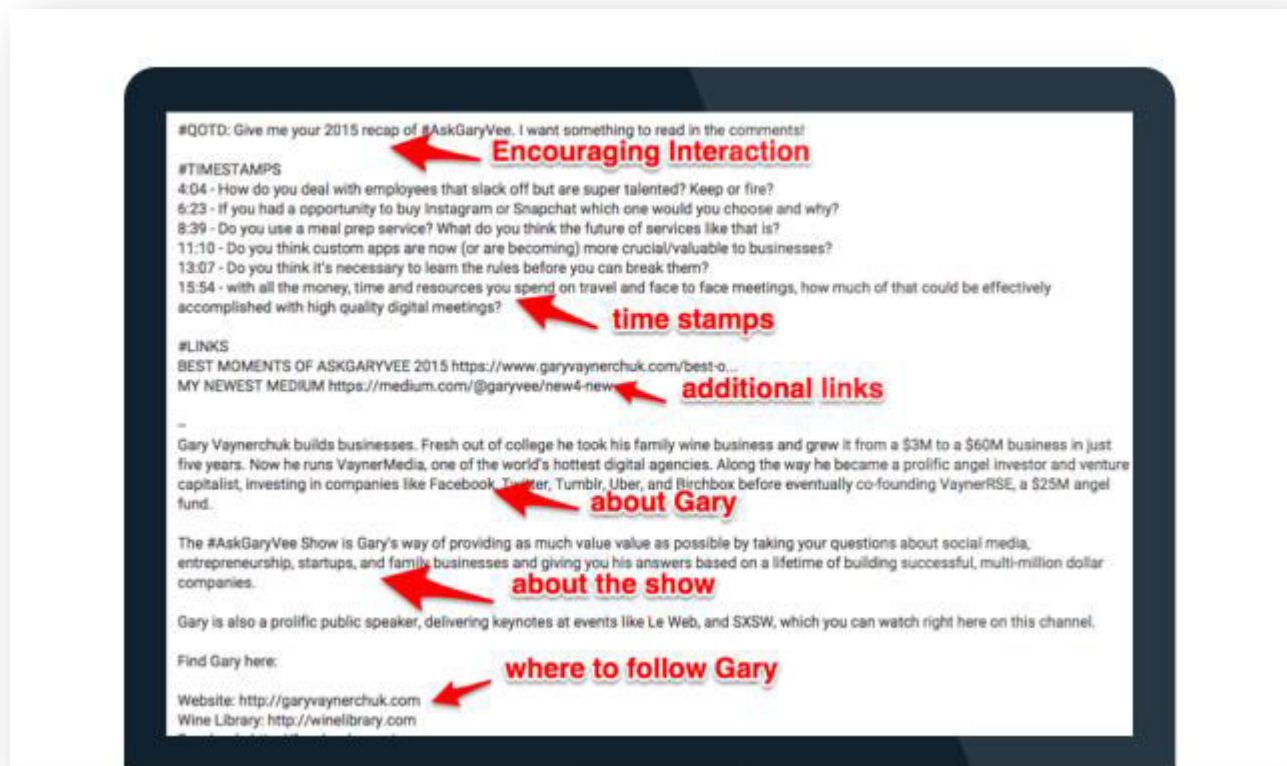 #QOTD: Give me your 2015 recap of #AskGaryVee. I want something to read in the comments!
Encouraging Interaction
#TIMESTAMPS
4:04 - How do you deal with employees that slack off but are super talented? Keep or fire?
6:23 - If you had a opportunity to buy Instagram or Snapchat which one would you choose and why?
8:39 - Do you use a meal prep service? What do you think the future of services like that is?
11:10 - Do you think custom apps are now (or are becoming) more crucial/valuable to businesses?
13:07 - Do you think it's necessary to learn the rules before you can break them?
15:54 - with all the money, time and resources you spend on travel and face to face meetings, how much of that could be effectively
accomplished with high quality digital meetings?
time stamps
#LINKS
BEST MOMENTS OF ASKGARYVEE 2015 https://www.garyvaynerchuk.com/best-o...
MY NEWEST MEDIUM https://medium.com/@garyvee/new4-new
additional links
--
Gary Vaynerchuk builds businesses. Fresh out of college he took his family wine business and grew it from a $3M to a $60M business in just
five years. Now he runs VaynerMedia, one of the world's hottest digital agencies. Along the way he became a prolific angel investor and venture
capitalist, investing in companies like Facebook, Twitter, Tumblr, Uber, and Birchbox before eventually co-founding VaynerRSE, a $25M angel
fund.
about Gary
The #AskGaryVee Show is Gary's way of providing as much value value as possible by taking your questions about social media,
entrepreneurship, startups, and family businesses and giving you his answers based on a lifetime of building successful, multi-million dollar
companies.
about the show
Gary is also a prolific public speaker, delivering keynotes at events like Le Web, and SXSW, which you can watch right here on this channel.
Find Gary here:
where to follow Gary
Website: http://garyvaynerchuk.com
Wine Library: http://winelibrary.com